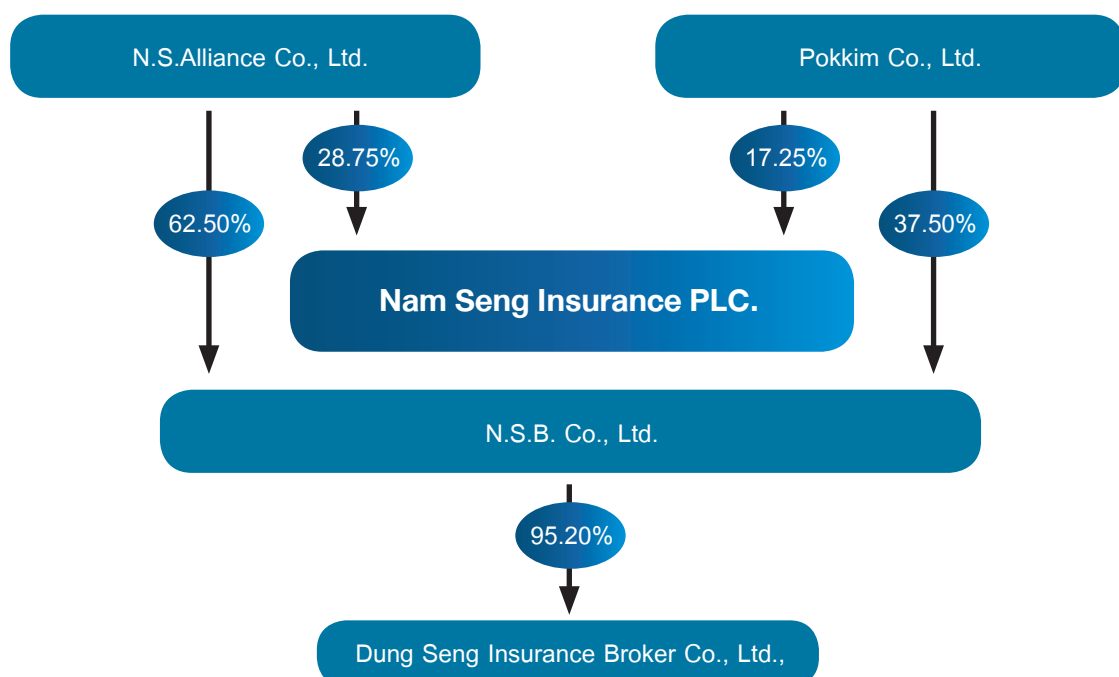 N.S.Alliance Co., Ltd.
Pokkim Co., Ltd.
28.75%
17.25%
62.50%
37.50%
Nam Seng Insurance PLC.
N.S.B. Co., Ltd.
95.20%
Dung Seng Insurance Broker Co., Ltd.,